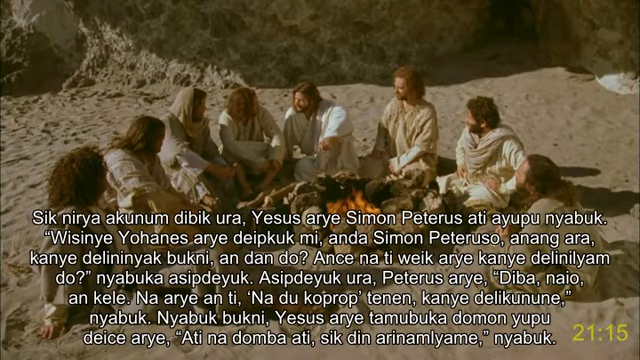 Sik nirya akunum dibik ura, Yesus arye Simon Peterus ati ayupu nyabuk.
“Wisinye Yohanes arye deipkuk mi, anda Simon Peteruso, anang ara,
kanye delininyak bukni, an dan do? Ance na ti weik arye kanye delinilyam
do?” nyabuka asipdeyuk. Asipdeyuk ura, Peterus arye, “Diba, naio,
an kele. Na arye an ti, ‘Na du koprop’ tenen, kanye delikunune,”
nyabuk. Nyabuk bukni, Yesus arye tamubuka domon yupu
deice arye, “Ati na domba ati, sik din arinamlyame,” nyabuk.
21:15